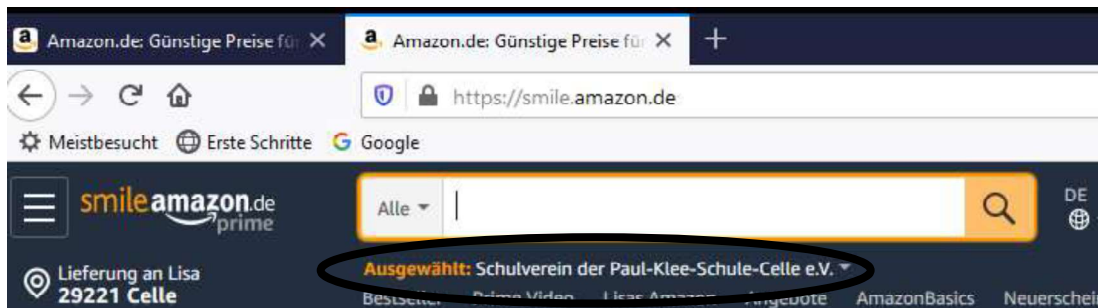 Amazon.de: Günstige Preise für Amazon.de: Günstige Preise für
https://smile.amazon.de
Meistbesucht Erste Schritte Google
smile amazon.de
prime
Alle
DE
Ausgewählt: Schulverein der Paul-Klee-Schule-Celle e.V.
Lieferung an Lisa
29221 Celle
Bestseller Prime Video Lisas Amazon Angebote AmazonBasics Neuerschei